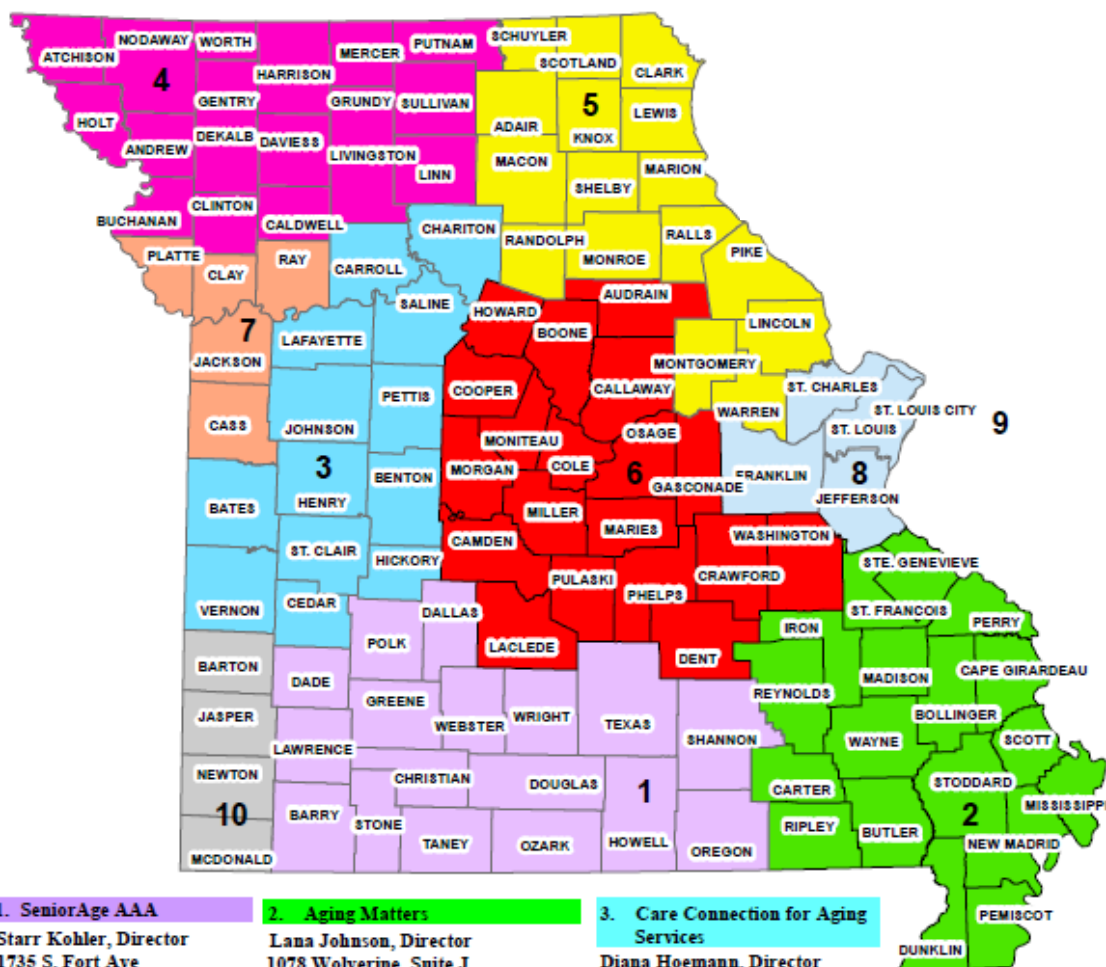 NODAWAY
WORTH
MERCER
PUTNAM
SCHUYLER
ATCHISON
SCOTLAND
HARRISON
CLARK
4
GENTRY
GRUNDY
SULLIVAN
5
LEWIS
HOLT
ADAIR
DEKALB
DAVIESS
KNOX
ANDREW
LIVINGSTON
MACON
MARION
LINN
SHELBY
CLINTON
BUCHANAN
CALDWELL
CHARITON
RANDOLPH
RALLS
PLATTE
RAY
MONROE
PIKE
CLAY
CARROLL
AUDRAIN
SALINE
HOWARD
LINCOLN
7
BOONE
LAFAYETTE
JACKSON
MONTGOMERY
ST. CHARLES
COOPER
CALLAWAY
PETTIS
WARREN
ST. LOUIS CITY
CASS
JOHNSON
OSAGE
ST. LOUIS
9
MONITEAU
3
MORGAN
COLE
6
BENTON
GASCONADE
FRANKLIN
8
HENRY
JEFFERSON
BATES
MILLER
MARIES
WASHINGTON
CAMDEN
ST. CLAIR
HICKORY
STE. GENEVIEVE
PULASKI
CRAWFORD
CEDAR
PHELPS
VERNON
DALLAS
ST. FRANCOIS
PERRY
IRON
POLK
LACLEDE
DENT
BARTON
CAPE GIRARDEAU
DADE
MADISON
REYNOLDS
GREENE
JASPER
WRIGHT
BOLLINGER
WEBSTER
TEXAS
SHANNON
WAYNE
SCOTT
LAWRENCE
NEWTON
CHRISTIAN
DOUGLAS
STODDARD
CARTER
1
10
MISSISSIPPI
BARRY
2
STONE
RIPLEY
BUTLER
TANEY
OZARK
HOWELL
NEW MADRID
OREGON
MCDONALD
PEMISCOT
DUNKLIN
1. SeniorAge AAA
Starr Kohler, Director
1735 S. Fort Ave
2. Aging Matters
Lana Johnson, Director
1078 Wolverine, Suite J
3. Care Connection for Aging
Services
Diana Hoemann, Director